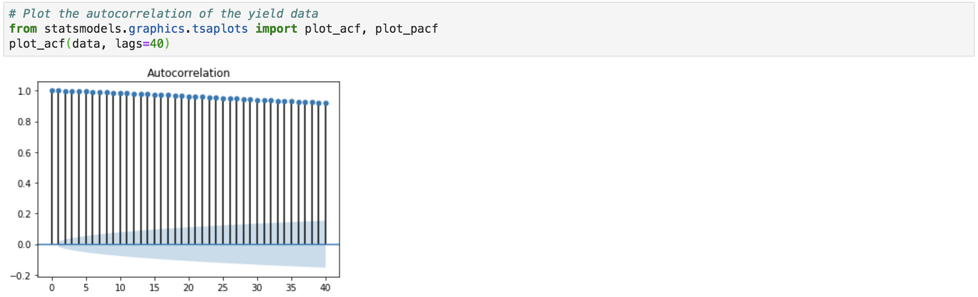 # Plot the autocorrelation of the yield data
from statsmodels.graphics.tsaplots import plot_acf, plot_pacf
plot_acf(data, lags=40)
Autocorrelation
1.0
0.8
0.6
0.4
0.2
0.0
−0.2
0 5 10 15 20 25 30 35 40